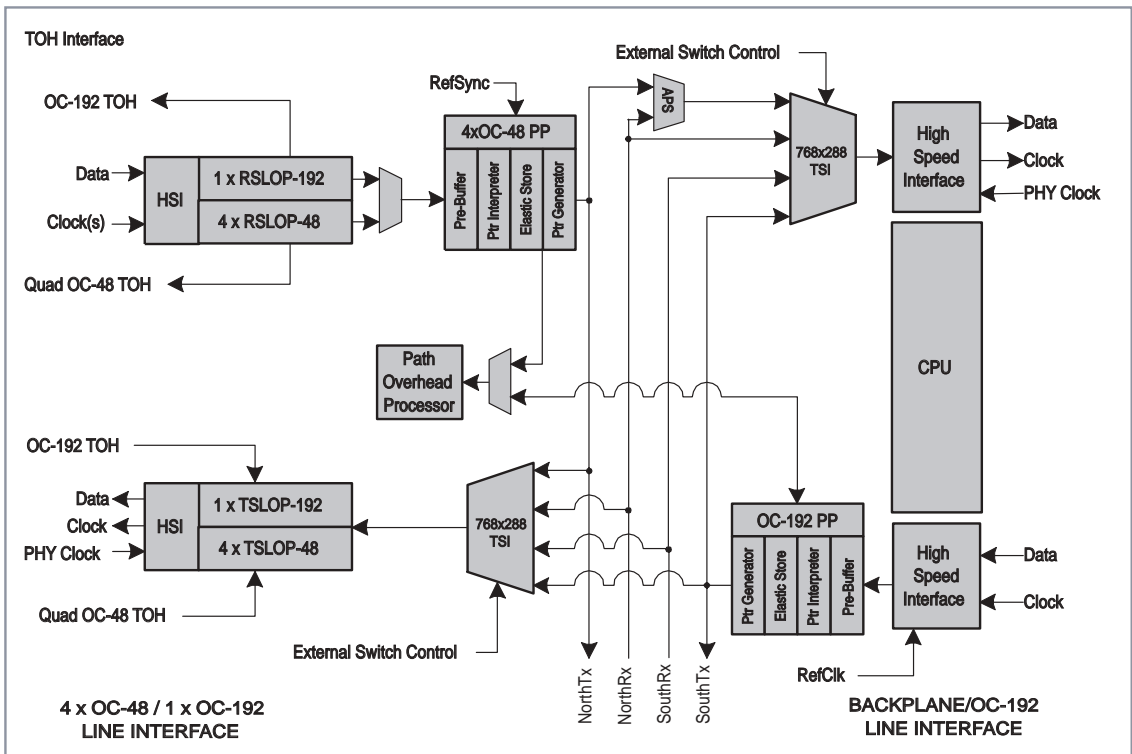 TOH Interface
External Switch Control
OC-192 TOH
RefSync
APS
4xOC-48 PP
Pre-Buffer
Ptr Interpreter
Elastic Store
Ptr Generator
Data
Clock(s)
HSI
1 x RSLOP-192
4 x RSLOP-48
Quad OC-48 TOH
768x288
TSI
High
Speed
Interface
Data
Clock
PHY Clock
CPU
Path
Overhead
Processor
OC-192 TOH
Data
Clock
PHY Clock
HSI
1 x TSLOP-192
4 x TSLOP-48
Quad OC-48 TOH
768x288
TSI
External Switch Control
OC-192 PP
Ptr Generator
Elastic Store
Ptr Interpreter
Pre-Buffer
High
Speed
Interface
Data
Clock
RefClk
NorthTx
NorthRx
SouthRx
SouthTx
4 x OC-48 / 1 x OC-192
LINE INTERFACE
BACKPLANE/OC-192
LINE INTERFACE